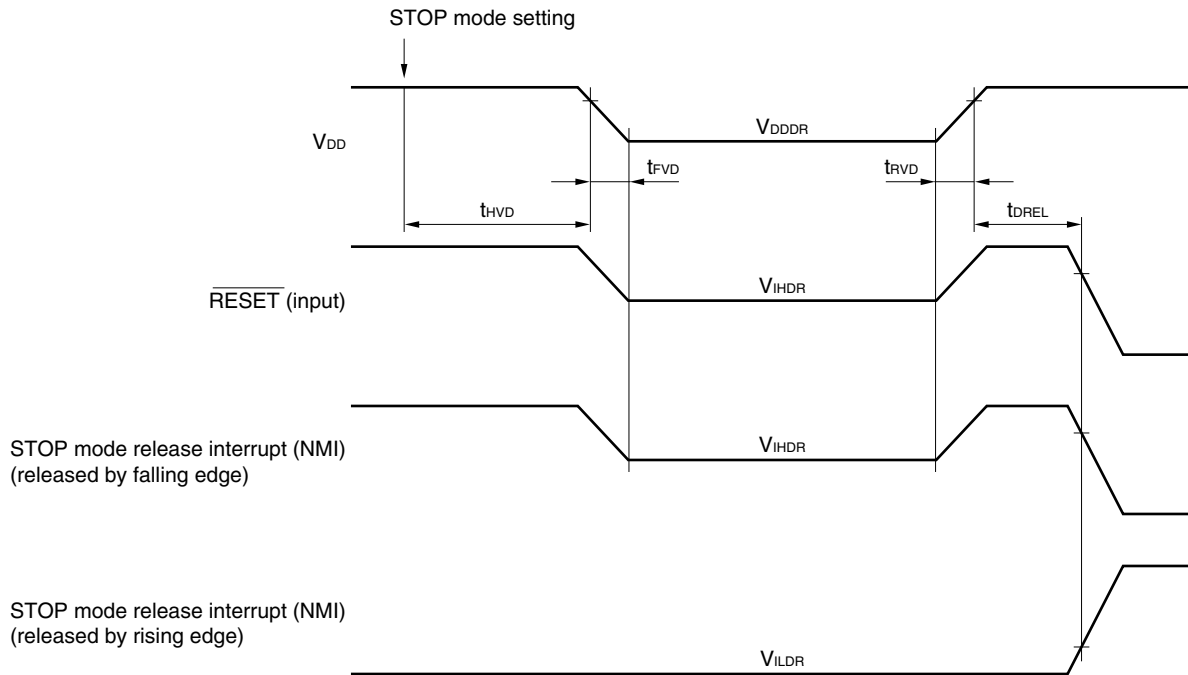 STOP mode setting
VDD
VDDDR
tFVD
tRVD
tHVD
tDREL
RESET (input)
VIHDR
STOP mode release interrupt (NMI)
(released by falling edge)
VIHDR
STOP mode release interrupt (NMI)
(released by rising edge)
VILDR